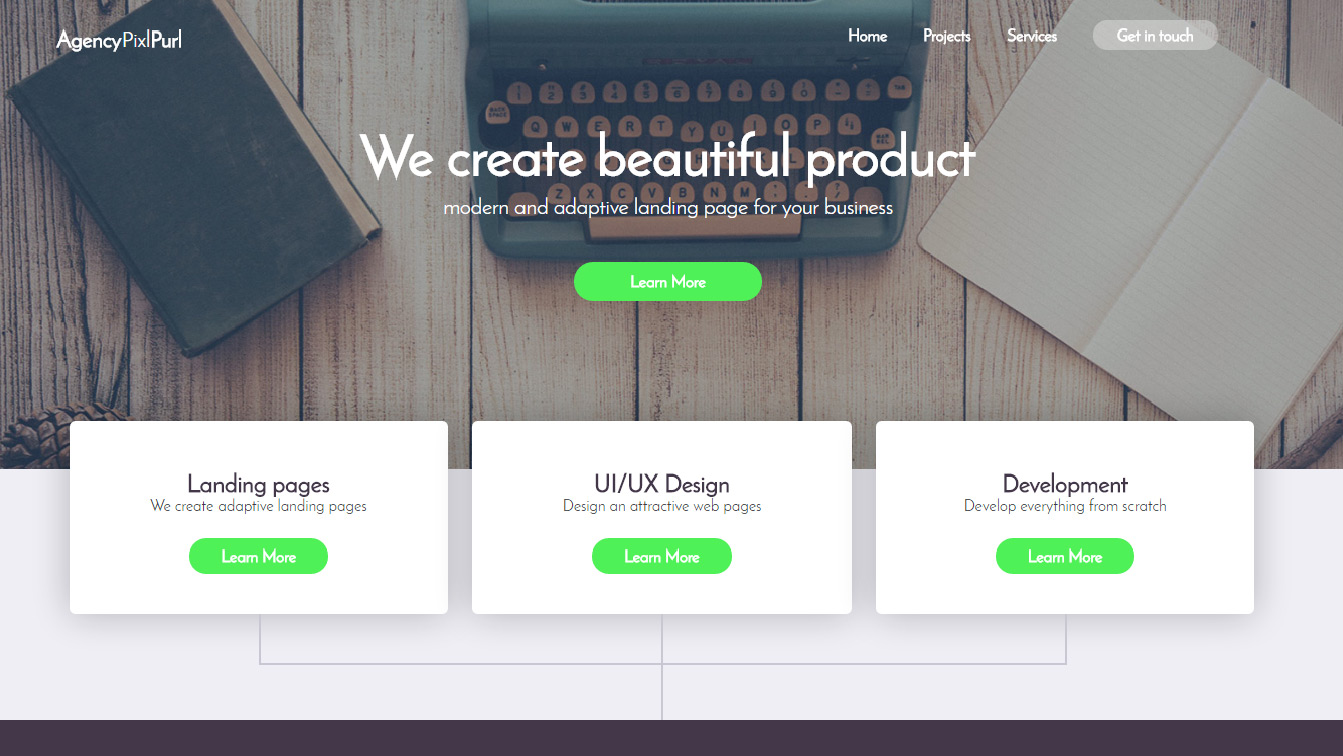 AgencyPixlPurl
Home Projects Services Get in touch
We create beautiful product
modern and adaptive landing page for your business
Learn More
Landing pages
We create adaptive landing pages
Learn More
UI/UX Design
Design an attractive web pages
Learn More
Development
Develop everything from scratch
Learn More